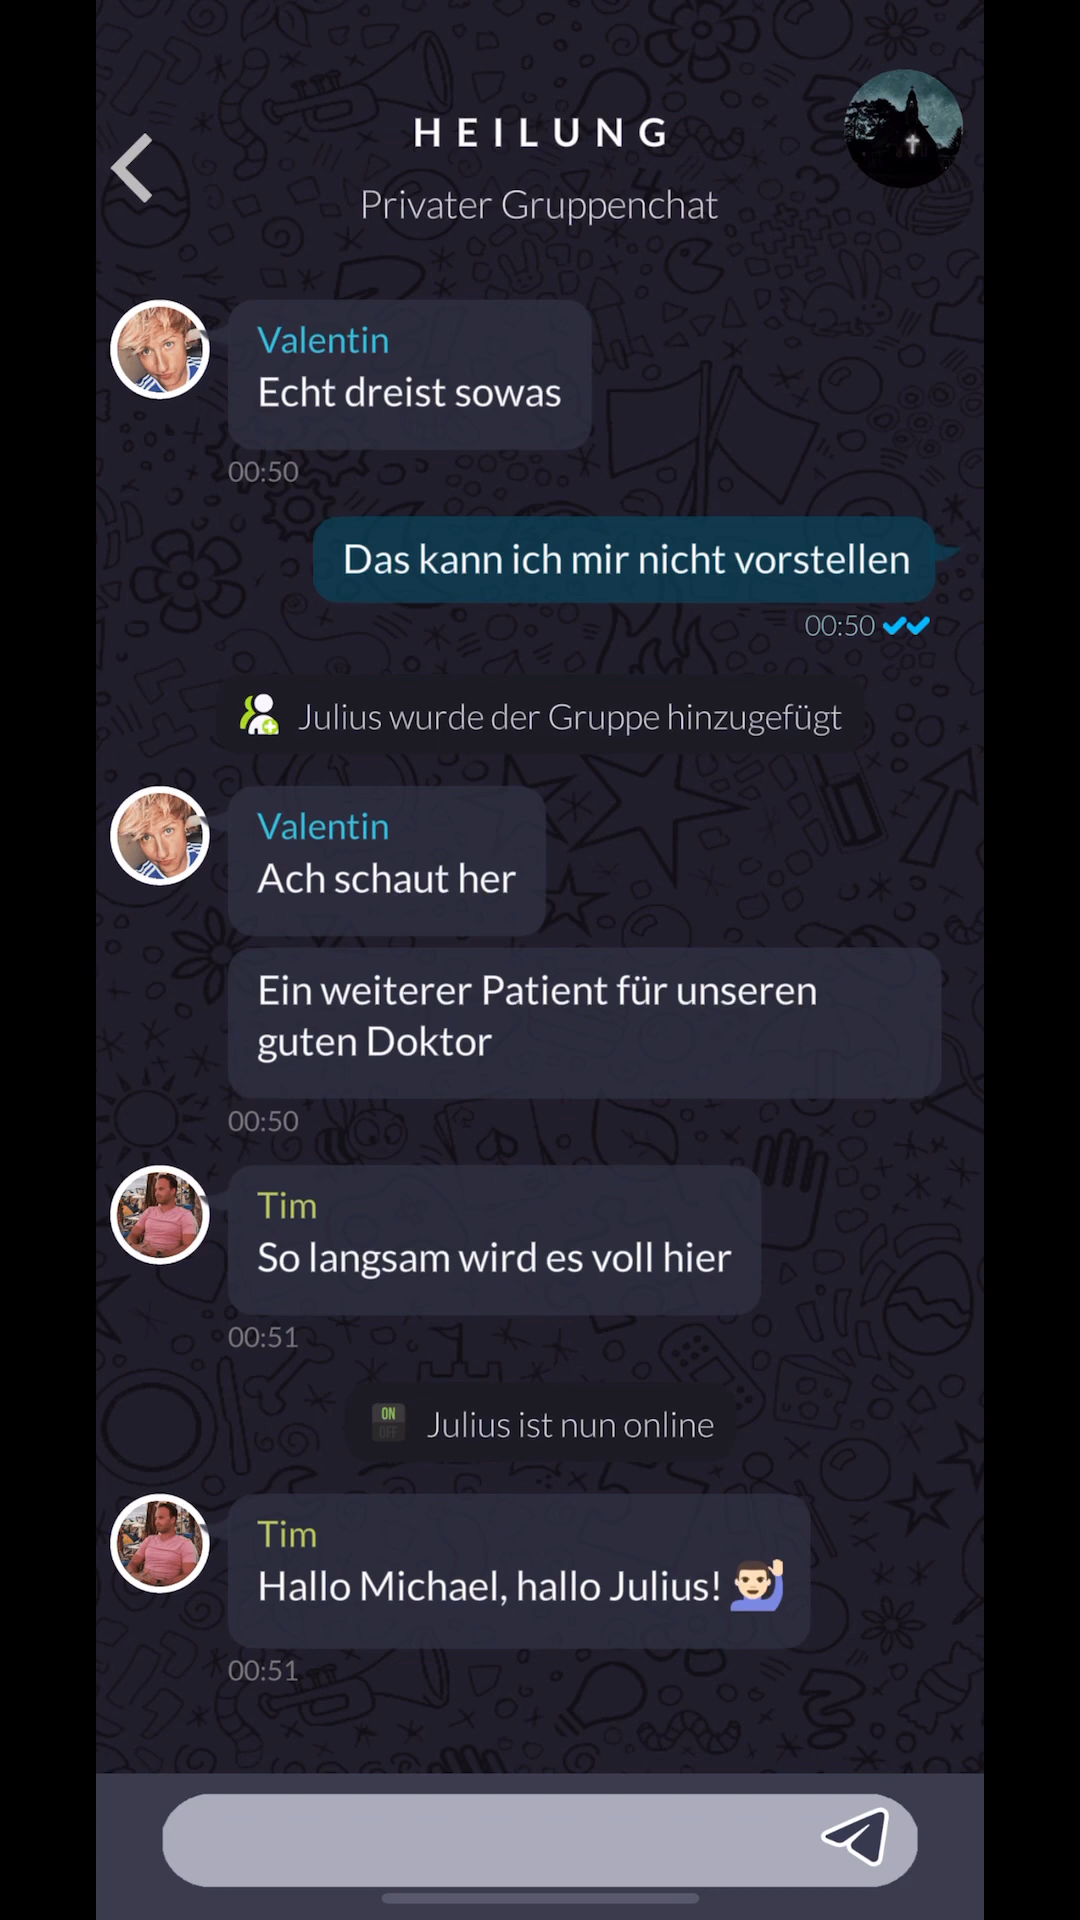 HEILUNG
Privater Gruppenchat
Valentin
Echt dreist sowas
00:50
Das kann ich mir nicht vorstellen
00:50
Julius wurde der Gruppe hinzugefügt
Valentin
Ach schaut her
Ein weiterer Patient für unseren
guten Doktor
00:50
Tim
So langsam wird es voll hier
00:51
ON
OFF
Julius ist nun online
Tim
Hallo Michael, hallo Julius! 🙋🏻‍♂️
00:51